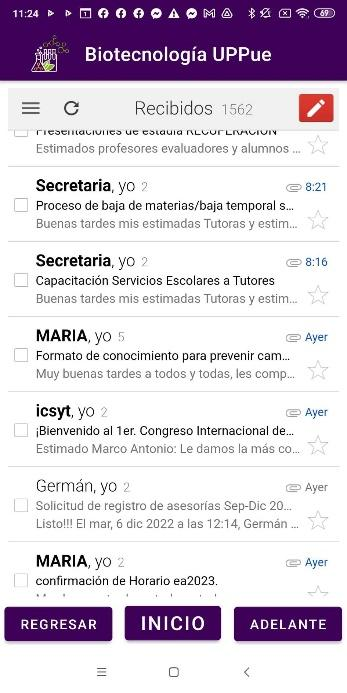 11:24
69
Biotecnología UPPue
Recibidos 1562
Presentaciones de estadía RECUPERACIÓN
Estimados profesores evaluadores y alumnos ...
Secretaria, yo 2
8:21
Proceso de baja de materias/baja temporal s...
Buenas tardes mis estimadas Tutoras y estim...
Secretaria, yo 2
8:16
Capacitación Servicios Escolares a Tutores
Buenas tardes mis estimadas Tutoras y estim...
MARIA, yo 5
Ayer
Formato de conocimiento para prevenir cam...
Muy buenas tardes a todos y todas, les comp...
icsyt, yo 2
Ayer
¡Bienvenido al 1er. Congreso Internacional de...
Estimado Marco Antonio: Le damos la más co...
Germán, yo 2
Ayer
Solicitud de registro de asesorías Sep-Dic 20...
Listo!!! El mar, 6 dic 2022 a las 12:14, Germán ...
MARIA, yo 2
Ayer
confirmación de Horario ea2023.
REGRESAR
INICIO
ADELANTE